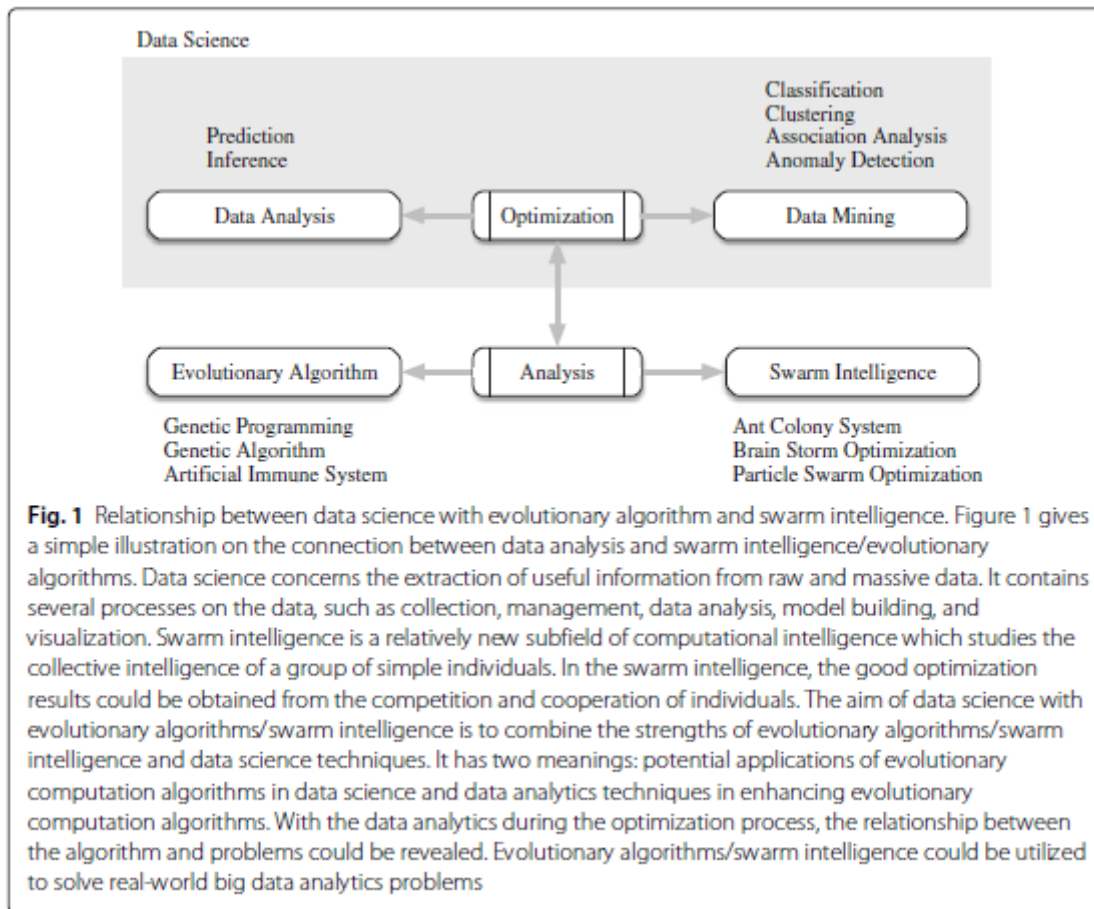 Data Science
Prediction
Inference
Classification
Clustering
Association Analysis
Anomaly Detection
Data Analysis
Optimization
Data Mining
Evolutionary Algorithm
Analysis
Swarm Intelligence
Genetic Programming
Genetic Algorithm
Artificial Immune System
Ant Colony System
Brain Storm Optimization
Particle Swarm Optimization
Fig. 1 Relationship between data science with evolutionary algorithm and swarm intelligence. Figure 1 gives
a simple illustration on the connection between data analysis and swarm intelligence/evolutionary
algorithms. Data science concerns the extraction of useful information from raw and massive data. It contains
several processes on the data, such as collection, management, data analysis, model building, and
visualization. Swarm intelligence is a relatively new subfield of computational intelligence which studies the
collective intelligence of a group of simple individuals. In the swarm intelligence, the good optimization
results could be obtained from the competition and cooperation of individuals. The aim of data science with
evolutionary algorithms/swarm intelligence is to combine the strengths of evolutionary algorithms/swarm
intelligence and data science techniques. It has two meanings: potential applications of evolutionary
computation algorithms in data science and data analytics techniques in enhancing evolutionary
computation algorithms. With the data analytics during the optimization process, the relationship between
the algorithm and problems could be revealed. Evolutionary algorithms/swarm intelligence could be utilized
to solve real-world big data analytics problems